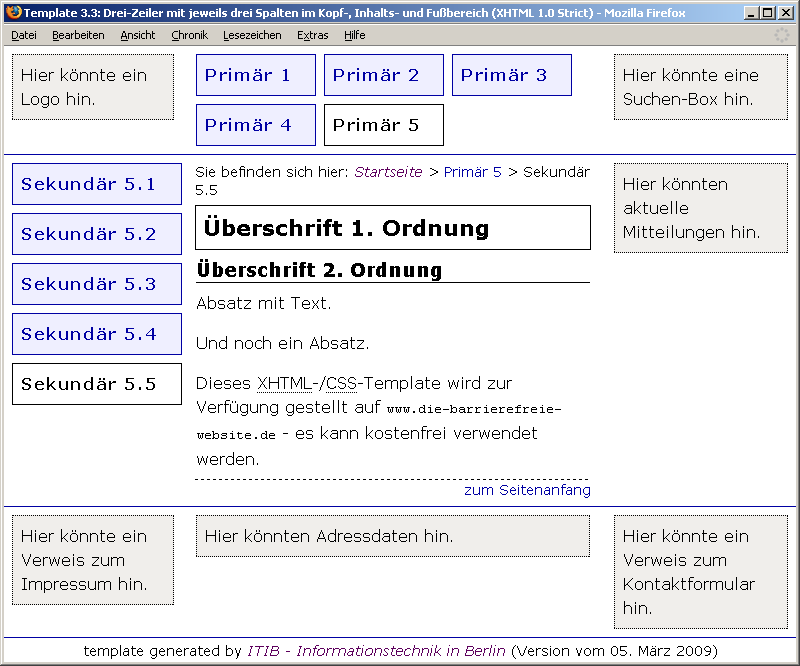 Template 3.3: Drei-Zeiler mit jeweils drei Spalten im Kopf-, Inhalts- und Fußbereich (XHTML 1.0 Strict) - Mozilla Firefox
Datei Bearbeiten Ansicht Chronik Lesezeichen Extras Hilfe
Hier könnte ein
Logo hin.
Primär 1
Primär 2
Primär 3
Primär 4
Primär 5
Hier könnte eine
Suchen-Box hin.
Sekundär 5.1
Sekundär 5.2
Sekundär 5.3
Sekundär 5.4
Sekundär 5.5
Sie befinden sich hier: Startseite > Primär 5 > Sekundär
5.5
Überschrift 1. Ordnung
Überschrift 2. Ordnung
Absatz mit Text.
Und noch ein Absatz.
Dieses XHTML-/CSS-Template wird zur
Verfügung gestellt auf www.die-barrierefreie-
website.de - es kann kostenfrei verwendet
werden.
zum Seitenanfang
Hier könnten
aktuelle
Mitteilungen hin.
Hier könnte ein
Verweis zum
Impressum hin.
Hier könnten Adressdaten hin.
Hier könnte ein
Verweis zum
Kontaktformular
hin.
template generated by ITIB - Informationstechnik in Berlin (Version vom 05. März 2009)